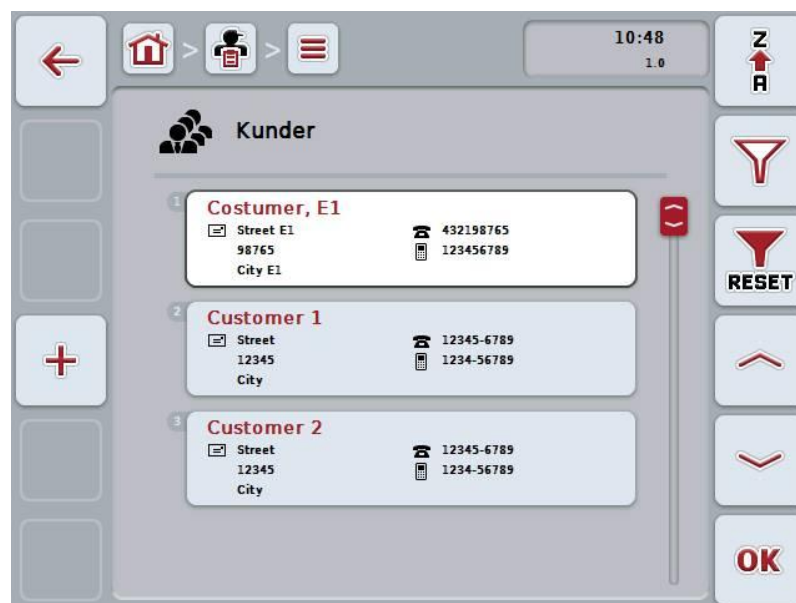 10:48
1.0
Z
A
Kunder
1
Costumer, E1
Street E1
432198765
98765
123456789
City E1
RESET
2
Customer 1
Street
12345-6789
12345
1234-56789
City
3
Customer 2
Street
12345-6789
12345
1234-56789
City
OK